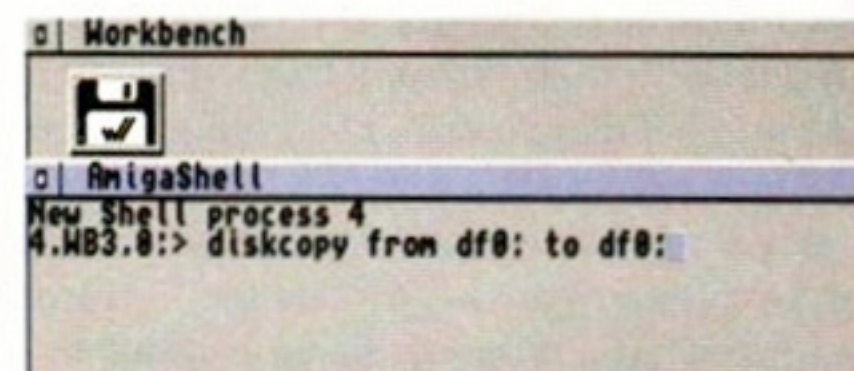 Workbench
AmigaShell
New Shell process 4
4.WB3.0:> diskcopy from df0: to df0: